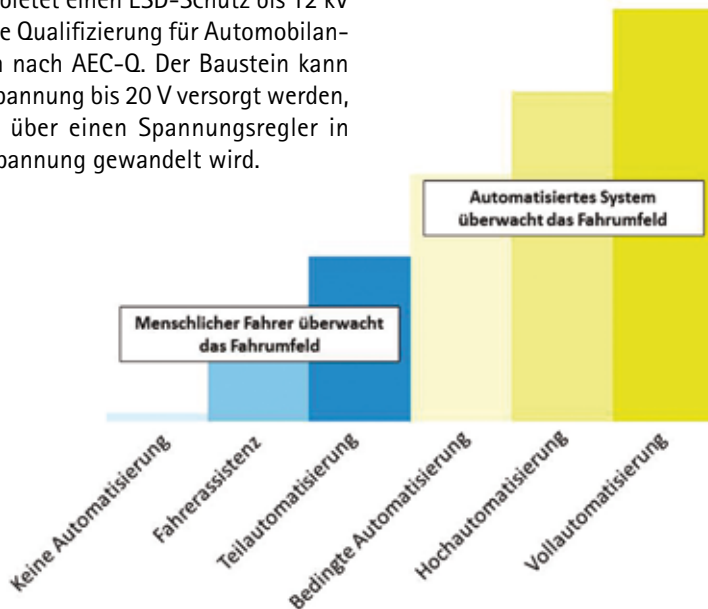 bietet einen ESD-Schutz bis 12 kV
e Qualifizierung für Automobilan-
nach AEC-Q. Der Baustein kann
pannung bis 20 V versorgt werden,
über einen Spannungsregler in
pannung gewandelt wird.
Automatisiertes System
überwacht das Fahrumfeld
Menschlicher Fahrer überwacht
das Fahrumfeld
Keine Automatisierung
Fahrerassistenz
Teilautomatisierung
Bedingte Automatisierung
Hochautomatisierung
Vollautomatisierung